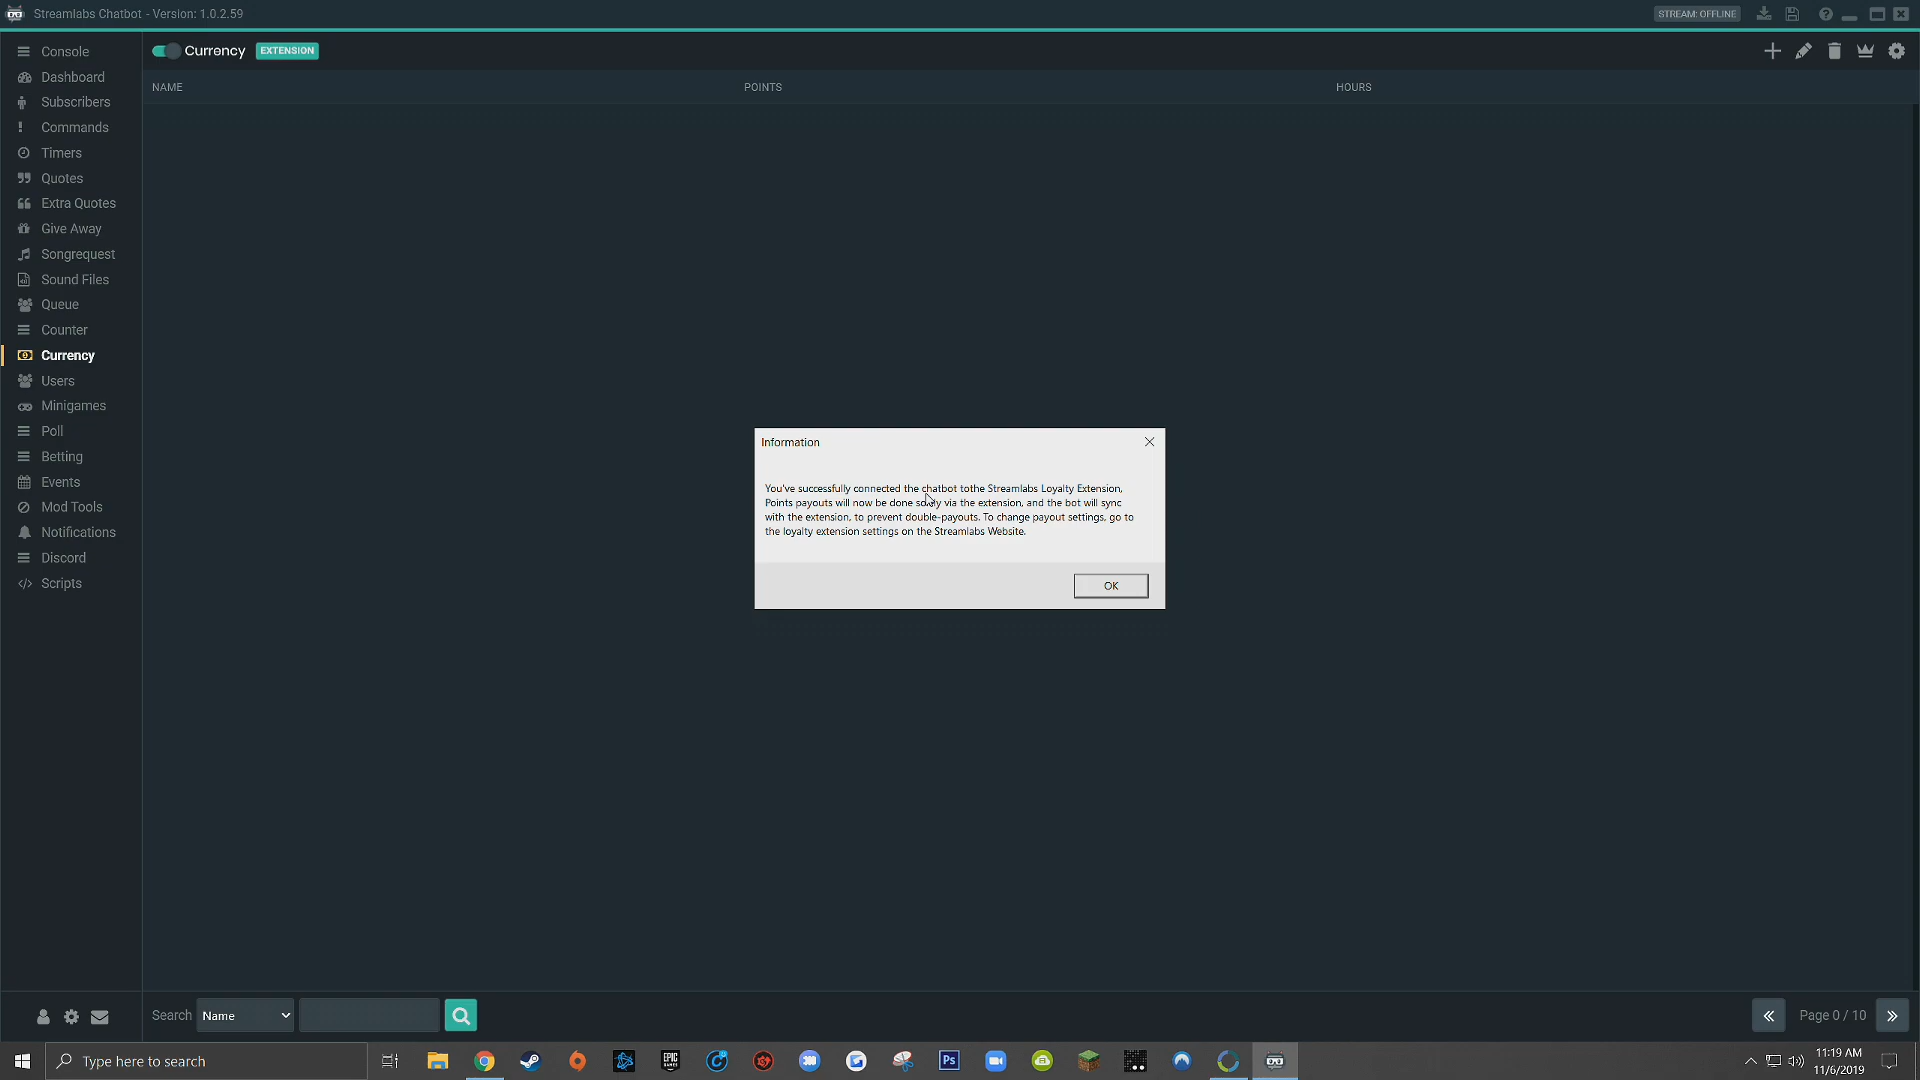 Streamlabs Chatbot - Version: 1.0.2.59
STREAM: OFFLINE
Console
Dashboard
Subscribers
Commands
Timers
Quotes
Extra Quotes
Give Away
Songrequest
Sound Files
Queue
Counter
Currency
Users
Minigames
Poll
Betting
Events
Mod Tools
Notifications
Discord
Scripts
Currency EXTENSION
NAME POINTS HOURS
Information
You've successfully connected the chatbot tothe Streamlabs Loyalty Extension,
Points payouts will now be done solely via the extension, and the bot will sync
with the extension, to prevent double-payouts. To change payout settings, go to
the loyalty extension settings on the Streamlabs Website.
OK
Search Name
Page 0 / 10
Type here to search
EPIC GAMES
Ps
11:19 AM
11/6/2019